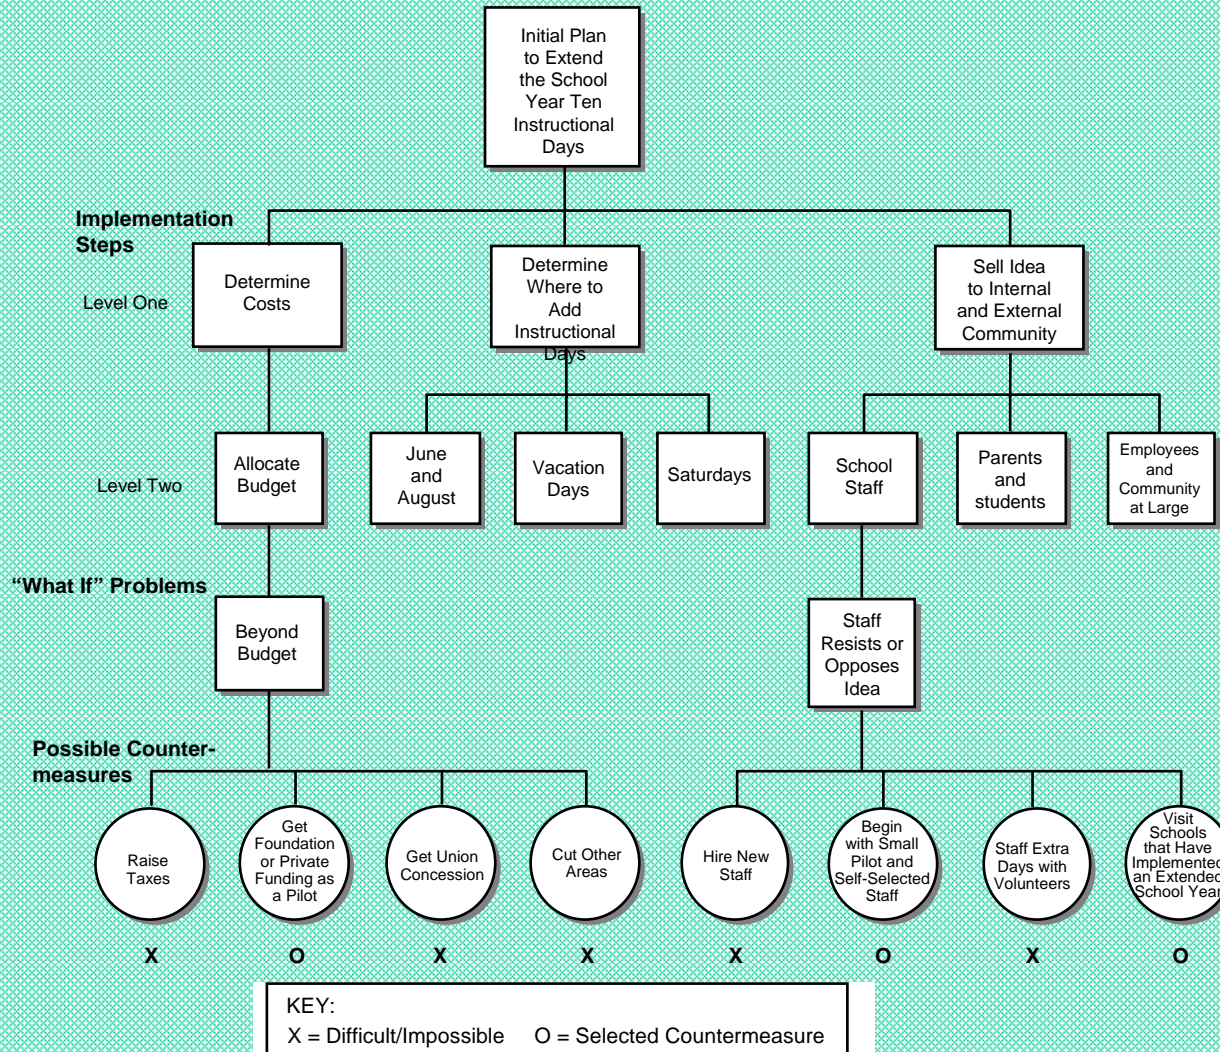 Initial Plan
to Extend
the School
Year Ten
Instructional
Days
Implementation
Steps
Level One
Determine
Costs
Determine
Where to
Add
Instructional
Days
Sell Idea
to Internal
and External
Community
Level Two
Allocate
Budget
June
and
August
Vacation
Days
Saturdays
School
Staff
Parents
and
students
Employees
and
Community
at Large
“What If” Problems
Beyond
Budget
Staff
Resists or
Opposes
Idea
Possible Counter-
measures
Raise
Taxes
Get
Foundation
or Private
Funding as
a Pilot
Get Union
Concession
Cut Other
Areas
Hire New
Staff
Begin
with Small
Pilot and
Self-Selected
Staff
Staff Extra
Days with
Volunteers
Visit
Schools
that Have
Implemented
an Extended
School Year
X O X X X O X O
KEY:
X = Difficult/Impossible O = Selected Countermeasure